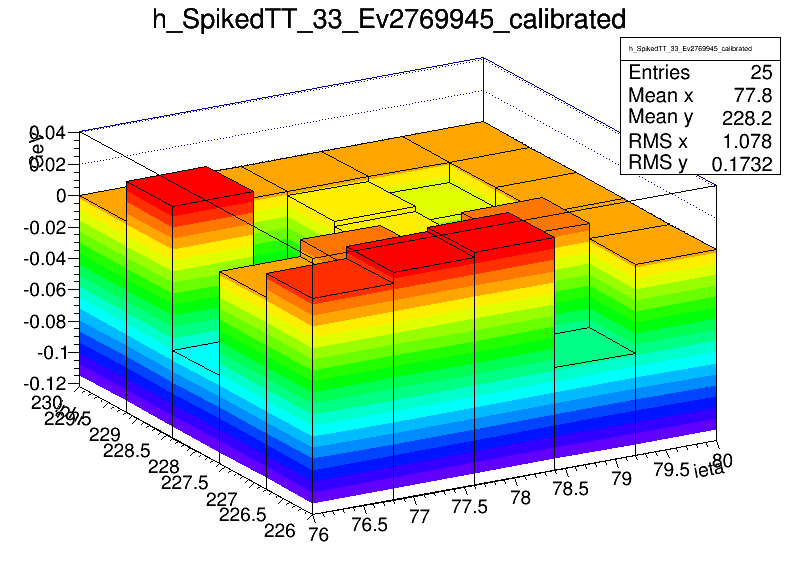 h_SpikedTT_33_Ev2769945_calibrated
h_SpikedTT_33_Ev2769945_calibrated
Entries 25
Mean x 77.8
Mean y 228.2
RMS x 1.078
RMS y 0.1732
GeV
0.04
0.02
0
-0.02
-0.04
-0.06
-0.08
-0.1
-0.12
230
229.5
229
228.5
228
227.5
227
226.5
226
iphi
76
76.5
77
77.5
78
78.5
79
79.5
80
ieta